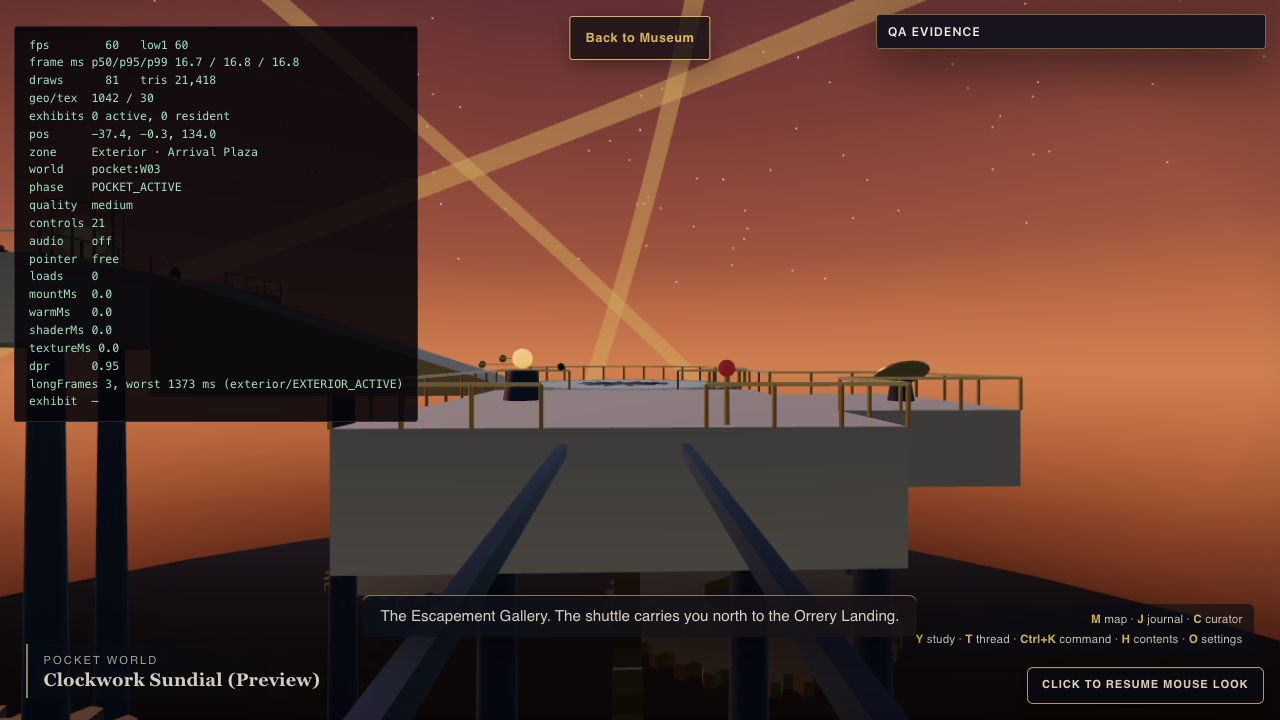 fps 60 low1 60
frame ms p50/p95/p99 16.7 / 16.8 / 16.8
draws 81 tris 21,418
geo/tex 1042 / 30
exhibits 0 active, 0 resident
pos −37.4, −0.3, 134.0
zone Exterior · Arrival Plaza
world pocket:W03
phase POCKET_ACTIVE
quality medium
controls 21
audio off
pointer free
loads 0
mountMs 0.0
warmMs 0.0
shaderMs 0.0
textureMs 0.0
dpr 0.95
longFrames 3, worst 1373 ms (exterior/EXTERIOR_ACTIVE)
exhibit —
Back to Museum
QA EVIDENCE
The Escapement Gallery. The shuttle carries you north to the Orrery Landing.
M map · J journal · C curator
Y study · T thread · Ctrl+K command · H contents · O settings
POCKET WORLD
Clockwork Sundial (Preview)
CLICK TO RESUME MOUSE LOOK